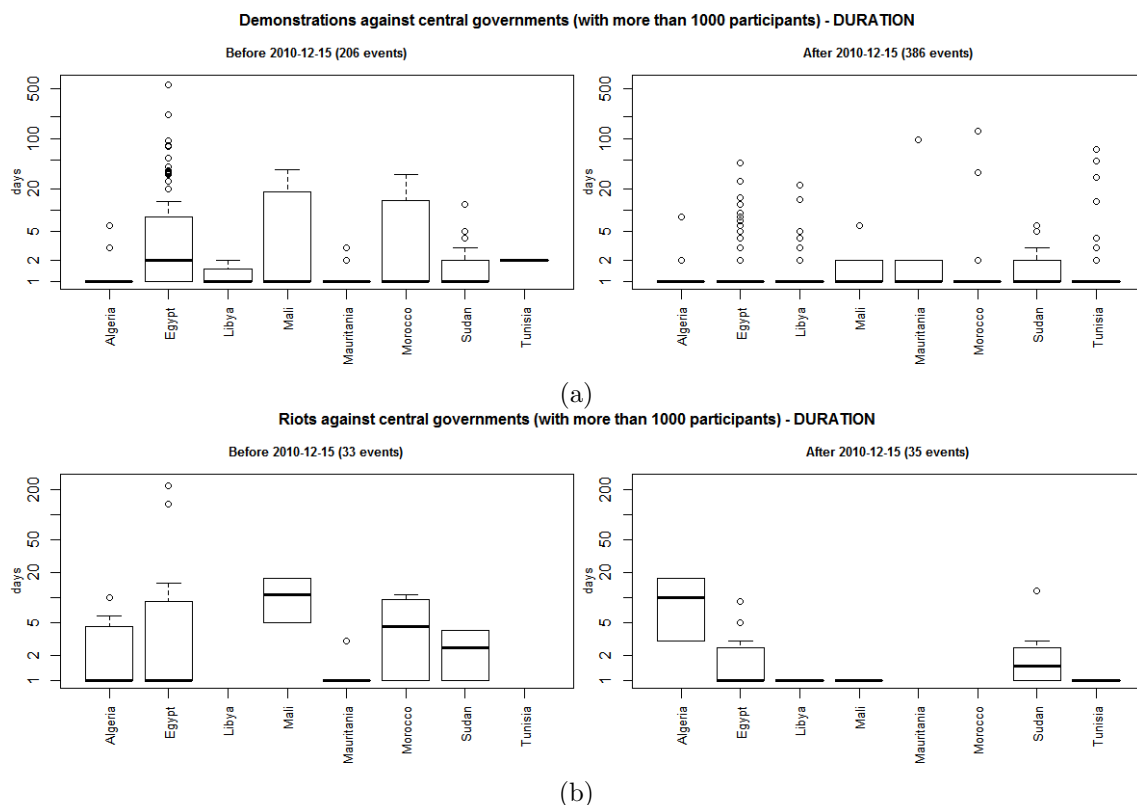 Demonstrations against central governments (with more than 1000 participants) - DURATION
Before 2010-12-15 (206 events)
After 2010-12-15 (386 events)
days
500
100
20
5
2
1
Algeria
Egypt
Libya
Mali
Mauritania
Morocco
Sudan
Tunisia
days
500
100
20
5
2
1
Algeria
Egypt
Libya
Mali
Mauritania
Morocco
Sudan
Tunisia
(a)
Riots against central governments (with more than 1000 participants) - DURATION
Before 2010-12-15 (33 events)
After 2010-12-15 (35 events)
days
200
50
20
5
2
1
Algeria
Egypt
Libya
Mali
Mauritania
Morocco
Sudan
Tunisia
days
200
50
20
5
2
1
Algeria
Egypt
Libya
Mali
Mauritania
Morocco
Sudan
Tunisia
(b)